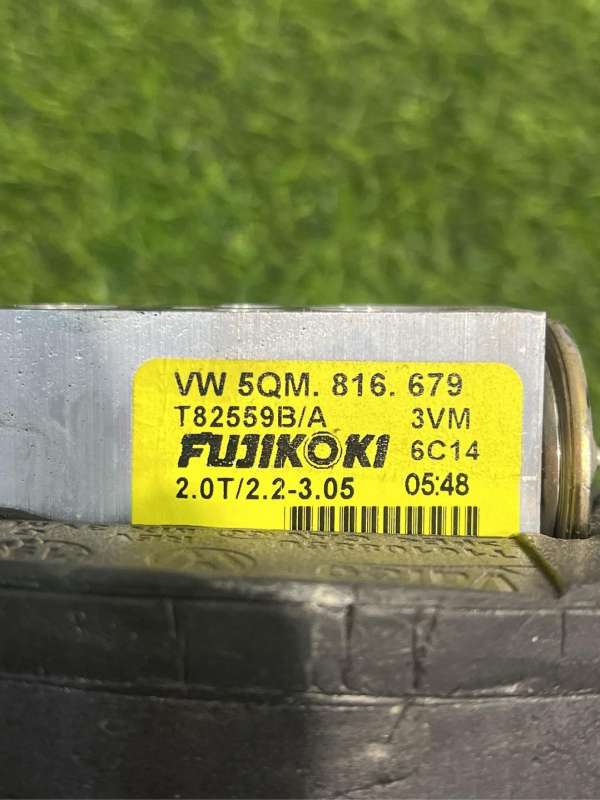 VW 5QM. 816. 679
T82559B/A 3VM
FUJIKOKI 6C14
2.0T/2.2-3.05 05:48